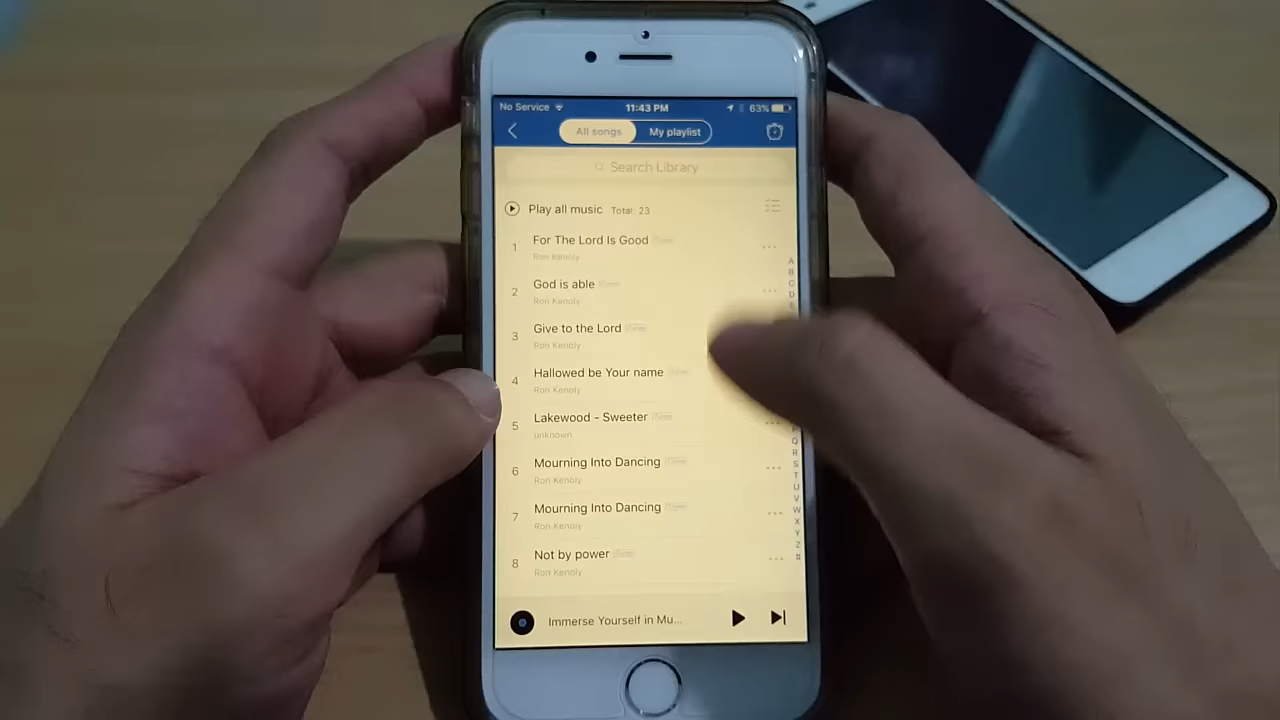 No Service 11:43 PM 63%
All songs My playlist
Search Library
Play all music Total: 23
1 For The Lord Is Good
Ron Kenoly
2 God is able
Ron Kenoly
3 Give to the Lord
Ron Kenoly
4 Hallowed be Your name
Ron Kenoly
5 Lakewood - Sweeter
unknown
6 Mourning Into Dancing
Ron Kenoly
7 Mourning Into Dancing
Ron Kenoly
8 Not by power
Ron Kenoly
A
B
C
D
Q
R
S
T
U
V
W
X
Y
Z
#
Immerse Yourself in Mu...